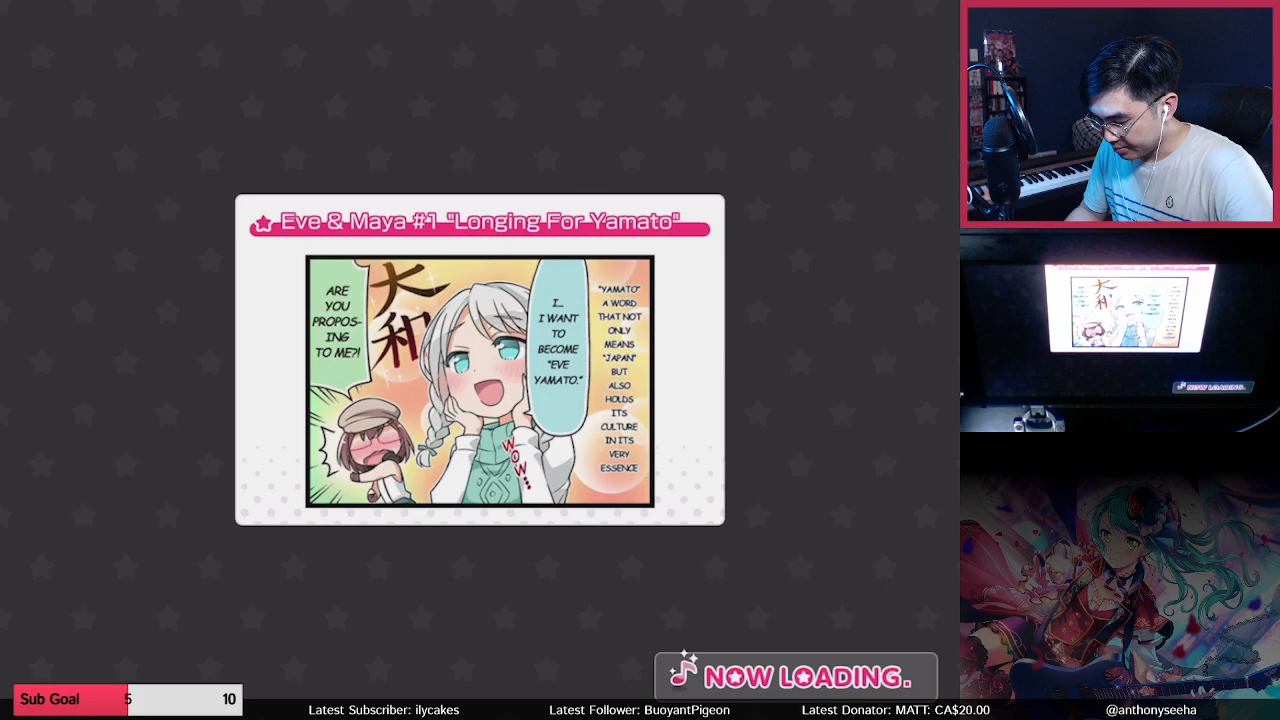 Eve & Maya #1 "Longing For Yamato"
ARE
YOU
PROPOS-
ING
TO ME?!
大和
I...
I WANT
TO
BECOME
"EVE
YAMATO."
"YAMATO"
A WORD
THAT NOT
ONLY
MEANS
"JAPAN"
BUT
ALSO
HOLDS
ITS
CULTURE
IN ITS
VERY
ESSENCE
WOW...
NOW LOADING.
NOW LOADING.
Sub Goal 5 10
Latest Subscriber: ilycakes
Latest Follower: BuoyantPigeon
Latest Donator: MATT: CA$20.00
@anthonyseeha